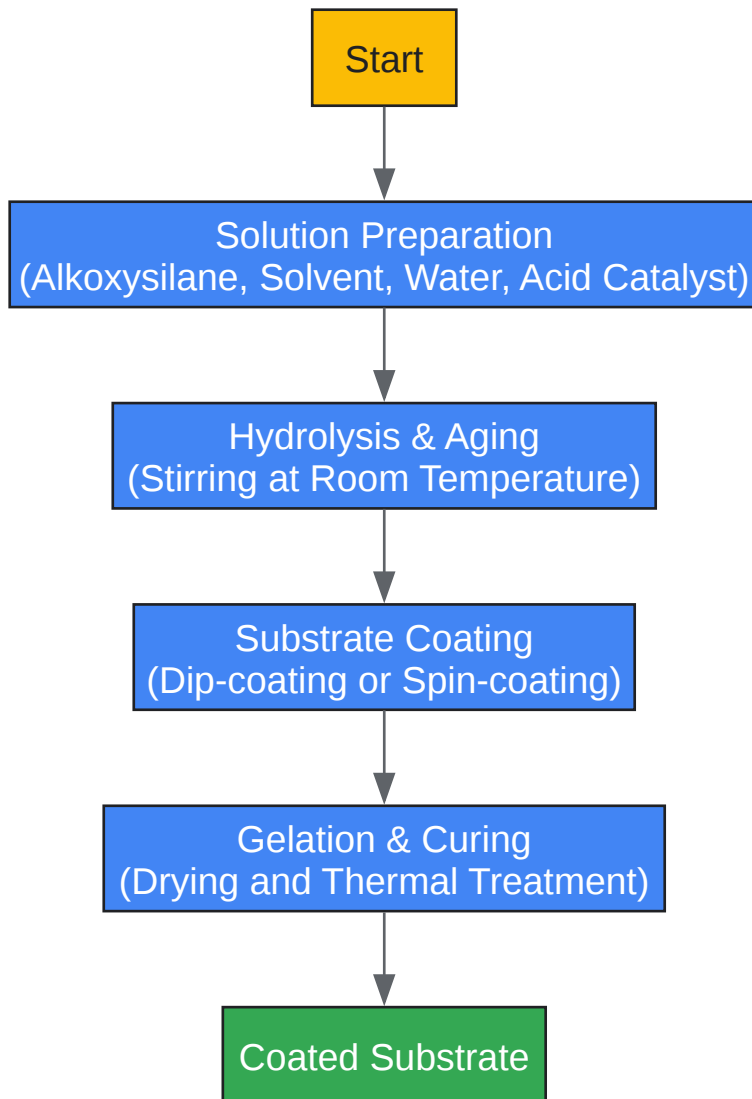 Start
Solution Preparation
(Alkoxysilane, Solvent, Water, Acid Catalyst)
Hydrolysis & Aging
(Stirring at Room Temperature)
Substrate Coating
(Dip-coating or Spin-coating)
Gelation & Curing
(Drying and Thermal Treatment)
Coated Substrate